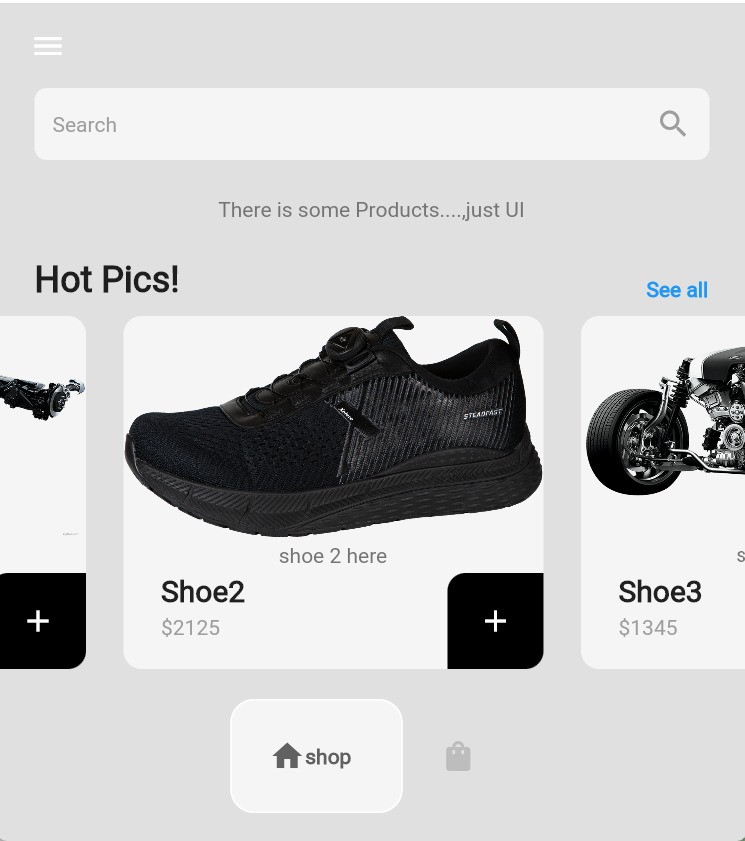 Search
There is some Products....,just UI
Hot Pics!
See all
STEADFAST
shoe 2 here
s
Shoe2
$2125
+
+
Shoe3
$1345
shop